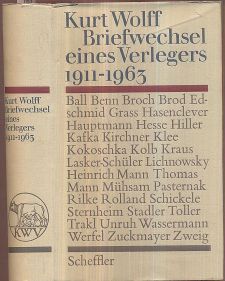 Kurt Wolff
Briefwechsel
eines Verlegers
1911-1963
Ball Benn Broch Brod Ed-
schmid Grass Hasenclever
Hauptmann Hesse Hiller
Kafka Kirchner Klee
Kokoschka Kolb Kraus
Lasker-Schüler Lichnowsky
Heinrich Mann Thomas
Mann Mühsam Pasternak
Rilke Rolland Schickele
Sternheim Stadler Toller
Trakl Unruh Wassermann
Werfel Zuckmayer Zweig
Scheffler
Kurt Wolff
Briefwechsel
eines
Verlegers
1911-1963
KWV